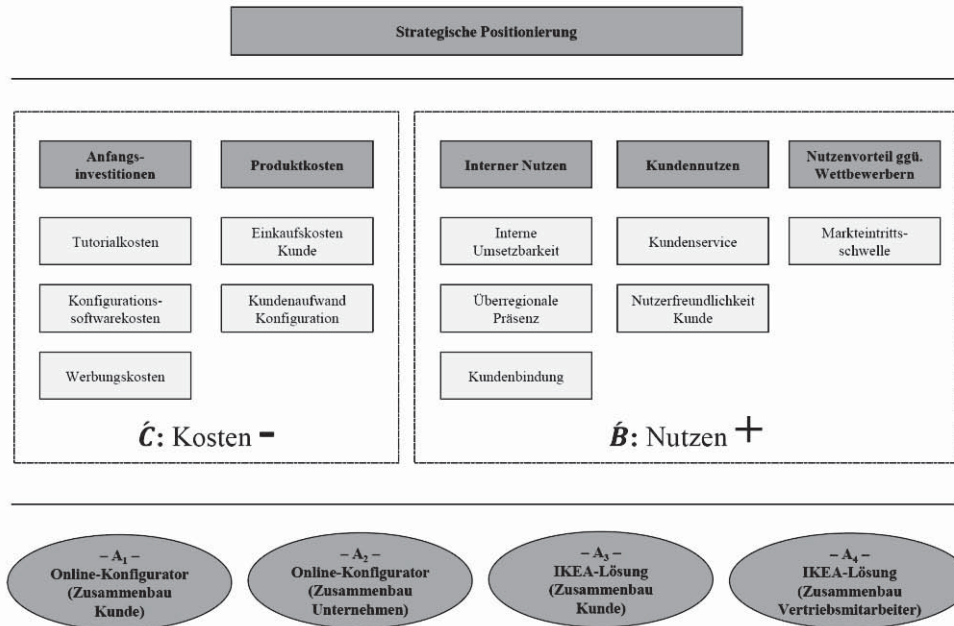 Strategische Positionierung
Anfangs-
investitionen
Produktkosten
Interner Nutzen
Kundennutzen
Nutzenvorteil ggü.
Wettbewerbern
Tutorialkosten
Einkaufskosten
Kunde
Interne
Umsetzbarkeit
Kundenservice
Markteintritts-
schwelle
Konfigurations-
softwarekosten
Kundenaufwand
Konfiguration
Überregionale
Präsenz
Nutzerfreundlichkeit
Kunde
Werbungskosten
Kundenbindung
Ć: Kosten -
B́: Nutzen +
– A₁ –
Online-Konfigurator
(Zusammenbau
Kunde)
– A₂ –
Online-Konfigurator
(Zusammenbau
Unternehmen)
– A₃ –
IKEA-Lösung
(Zusammenbau
Kunde)
– A₄ –
IKEA-Lösung
(Zusammenbau
Vertriebsmitarbeiter)